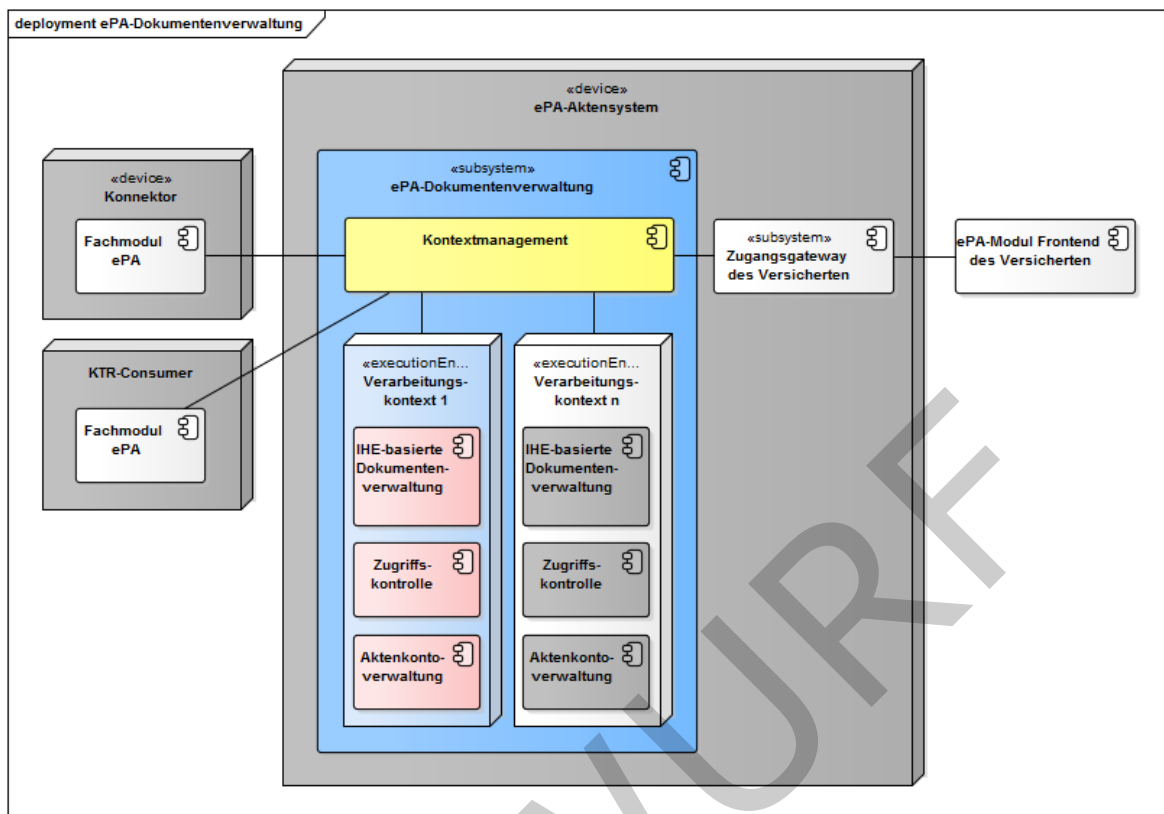 deployment ePA-Dokumentenverwaltung
«device»
ePA-Aktensystem
«device»
Konnektor
Fachmodul
ePA
KTR-Consumer
Fachmodul
ePA
«subsystem»
ePA-Dokumentenverwaltung
Kontextmanagement
«subsystem»
Zugangsgateway
des Versicherten
ePA-Modul Frontend
des Versicherten
«executionEn...
Verarbeitungs-
kontext 1
IHE-basierte
Dokumenten-
verwaltung
Zugriffs-
kontrolle
Aktenkonto-
verwaltung
«executionEn...
Verarbeitungs-
kontext n
IHE-basierte
Dokumenten-
verwaltung
Zugriffs-
kontrolle
Aktenkonto-
verwaltung